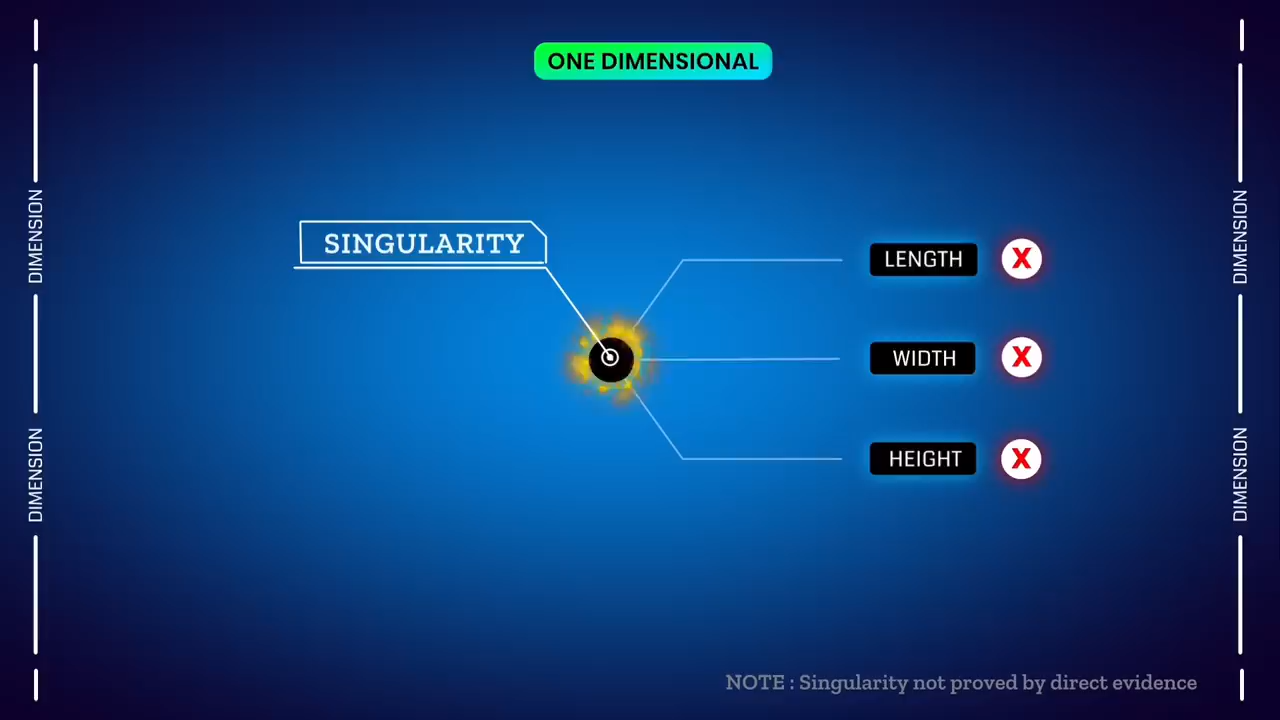 ONE DIMENSIONAL
SINGULARITY
LENGTH X
WIDTH X
HEIGHT X
DIMENSION
DIMENSION
DIMENSION
DIMENSION
NOTE : Singularity not proved by direct evidence